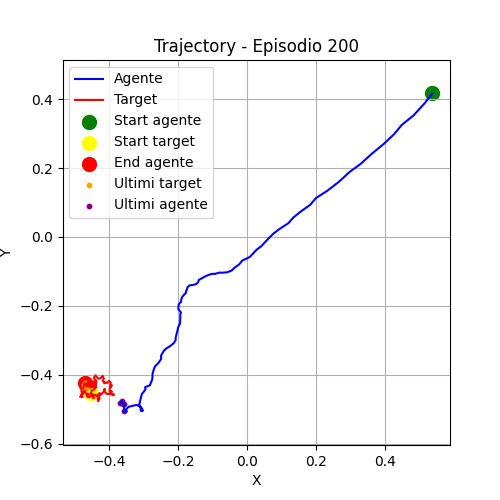 Trajectory - Episodio 200
Agente
Target
Start agente
Start target
End agente
Ultimi target
Ultimi agente
Y
0.4
0.2
0.0
−0.2
−0.4
−0.6
−0.4
−0.2
0.0
0.2
0.4
X